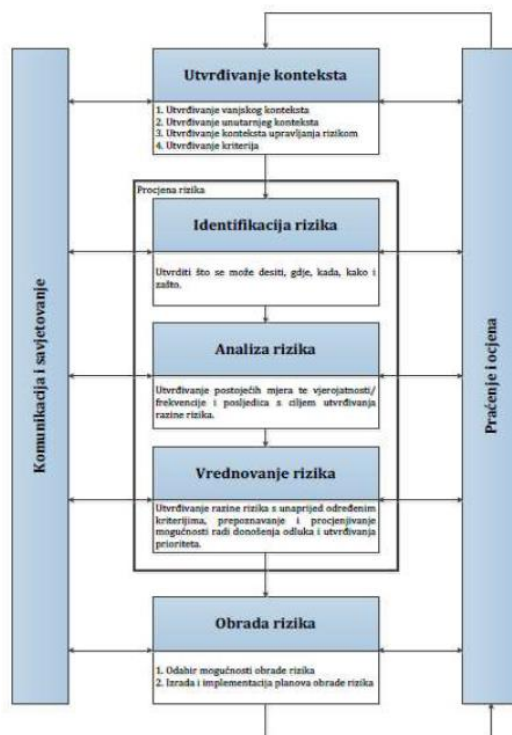 Utvrđivanje konteksta
1. Utvrđivanje vanjskog konteksta
2. Utvrđivanje unutarnjeg konteksta
3. Utvrđivanje konteksta upravljanja rizikom
4. Utvrđivanje kriterija
Procjena rizika
Identifikacija rizika
Utvrditi što se može desiti, gdje, kada, kako i
zašto.
Analiza rizika
Utvrđivanje postojećih mjera te vjerojatnosti/
frekvencije i posljedica s ciljem utvrđivanja
razine rizika.
Vrednovanje rizika
Utvrđivanje razine rizika s unaprijed određenim
kriterijima, prepoznavanje i procjenjivanje
mogućnosti radi donošenja odluka i utvrđivanja
prioriteta.
Obrada rizika
1. Odabir mogućnosti obrade rizika
2. Izrada i implementacija planova obrade rizika
Komunikacija i savjetovanje
Praćenje i ocjena